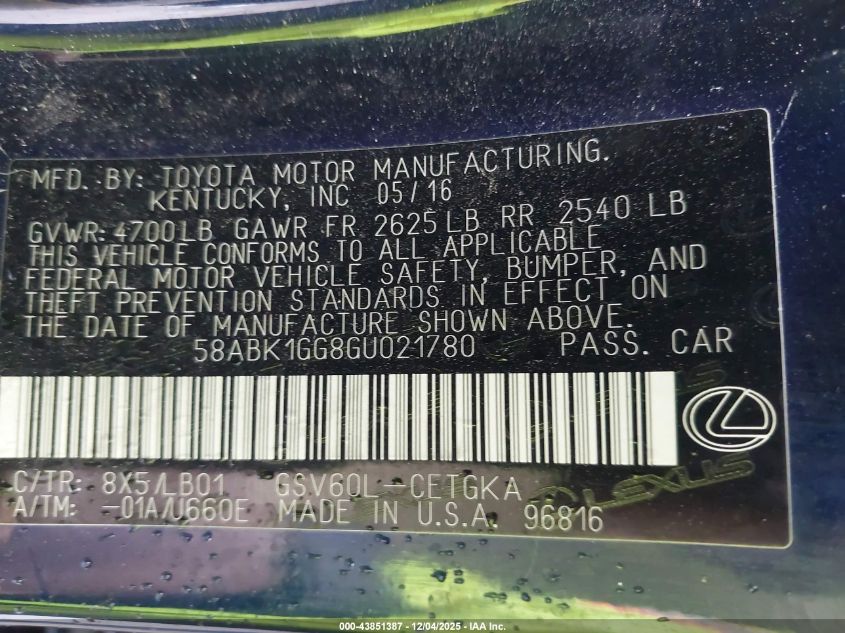 MFD. BY: TOYOTA MOTOR MANUFACTURING.
KENTUCKY, INC 05/16
GVWR: 4700LB GAWR FR 2625LB RR 2540 LB
THIS VEHICLE CONFORMS TO ALL APPLICABLE
FEDERAL MOTOR VEHICLE SAFETY, BUMPER, AND
THEFT PREVENTION STANDARDS IN EFFECT ON
THE DATE OF MANUFACTURE SHOWN ABOVE.
58ABK1GG8GU021780 PASS. CAR
C/TR: 8X5/LB01 GSV60L-CETGKA
A/TM: -01A/U660E MADE IN U.S.A. 96816
LEXUS
000-43851387 - 12/04/2025 - IAA Inc.